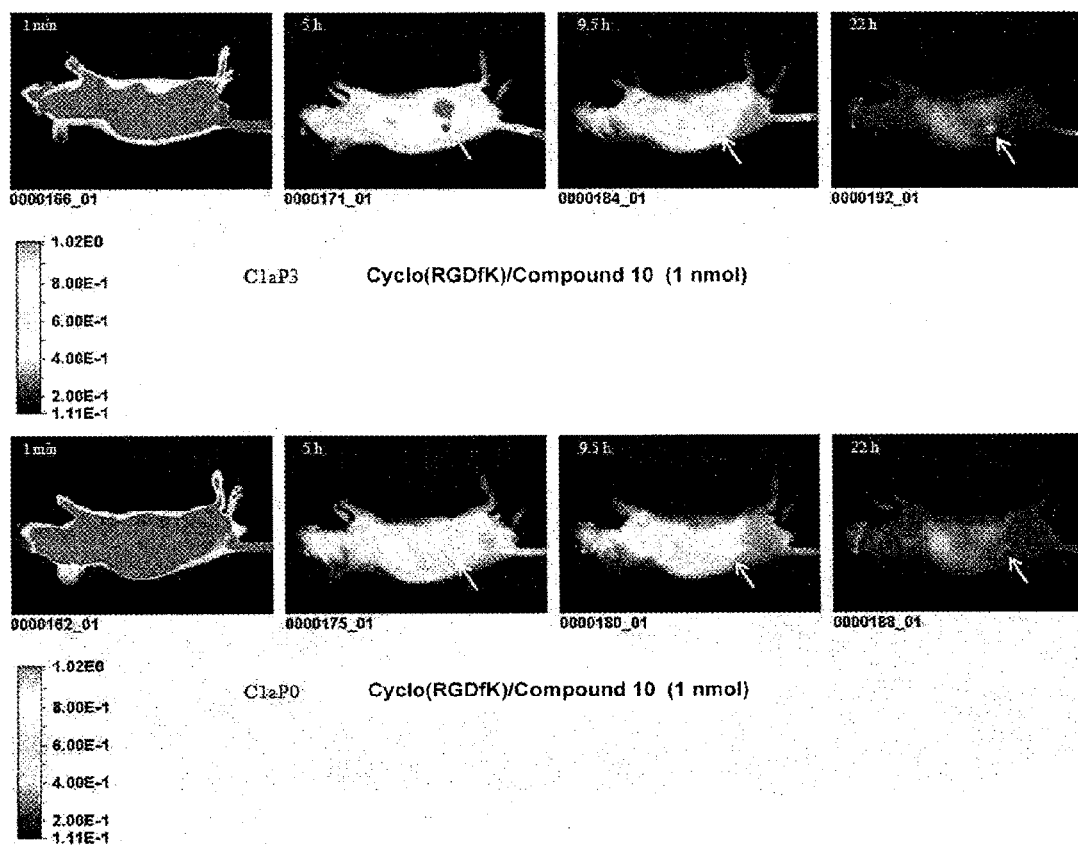 1 min 5 h 9.5 h 22 h
0000166_01 0000171_01 0000184_01 0000192_01
1.02E0
8.00E-1
6.00E-1
4.00E-1
2.00E-1
1.11E-1
C1aP3 Cyclo(RGDfK)/Compound 10 (1 nmol)
1 min 5 h 9.5 h 22 h
0000162_01 0000175_01 0000180_01 0000188_01
1.02E0
8.00E-1
6.00E-1
4.00E-1
2.00E-1
1.11E-1
C1aP0 Cyclo(RGDfK)/Compound 10 (1 nmol)